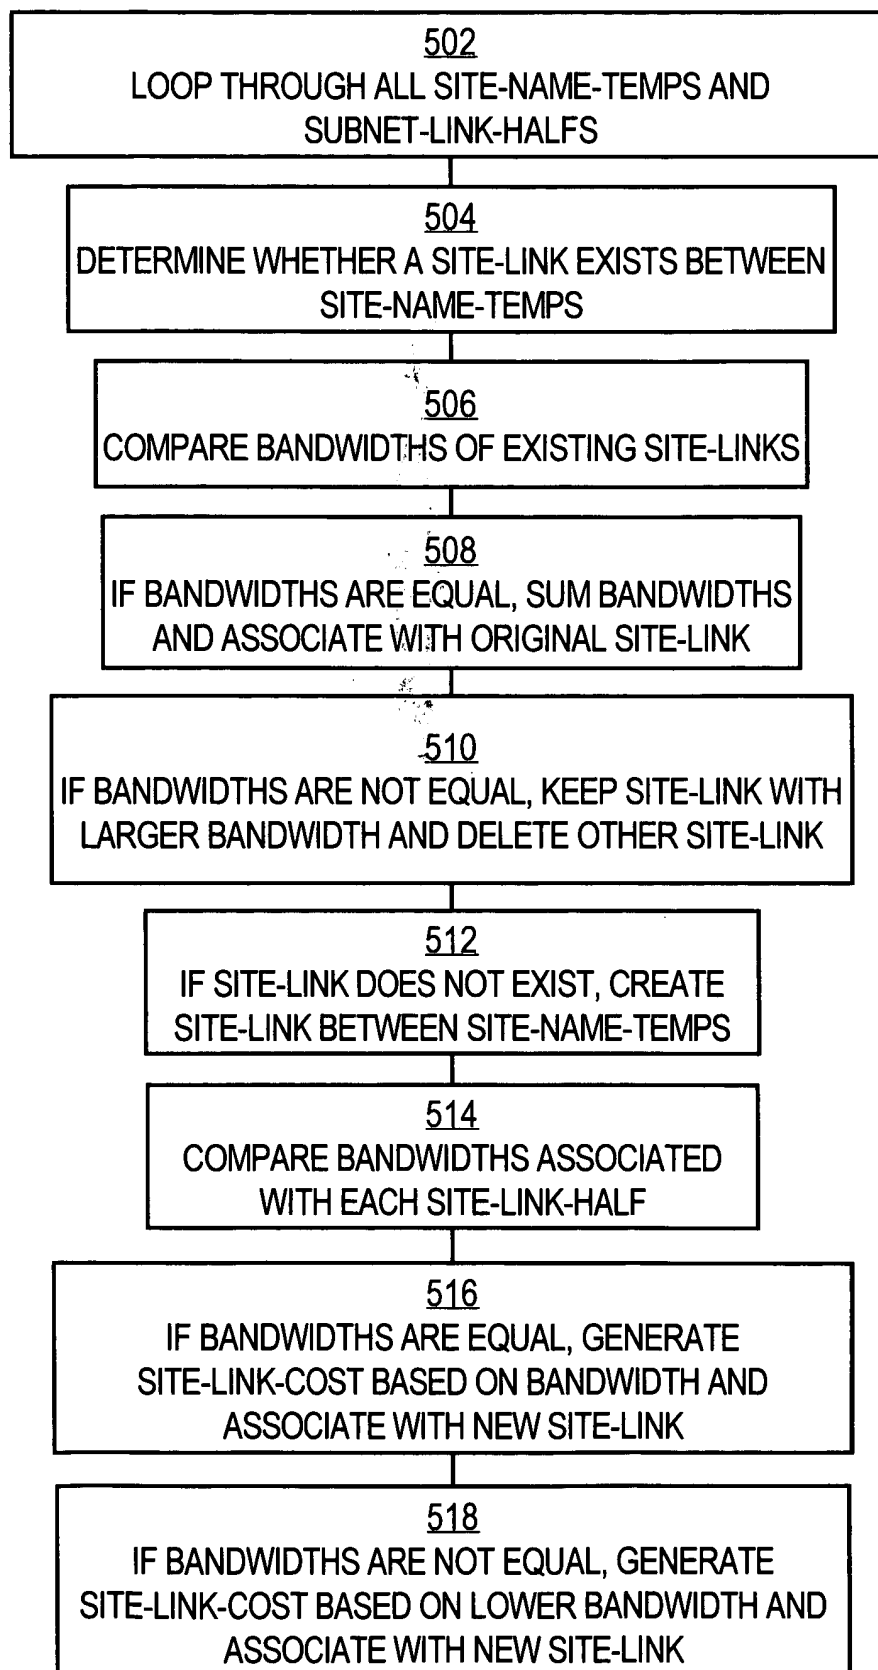 502
LOOP THROUGH ALL SITE-NAME-TEMPS AND
SUBNET-LINK-HALFS
504
DETERMINE WHETHER A SITE-LINK EXISTS BETWEEN
SITE-NAME-TEMPS
506
COMPARE BANDWIDTHS OF EXISTING SITE-LINKS
508
IF BANDWIDTHS ARE EQUAL, SUM BANDWIDTHS
AND ASSOCIATE WITH ORIGINAL SITE-LINK
510
IF BANDWIDTHS ARE NOT EQUAL, KEEP SITE-LINK WITH
LARGER BANDWIDTH AND DELETE OTHER SITE-LINK
512
IF SITE-LINK DOES NOT EXIST, CREATE
SITE-LINK BETWEEN SITE-NAME-TEMPS
514
COMPARE BANDWIDTHS ASSOCIATED
WITH EACH SITE-LINK-HALF
516
IF BANDWIDTHS ARE EQUAL, GENERATE
SITE-LINK-COST BASED ON BANDWIDTH AND
ASSOCIATE WITH NEW SITE-LINK
518
IF BANDWIDTHS ARE NOT EQUAL, GENERATE
SITE-LINK-COST BASED ON LOWER BANDWIDTH AND
ASSOCIATE WITH NEW SITE-LINK